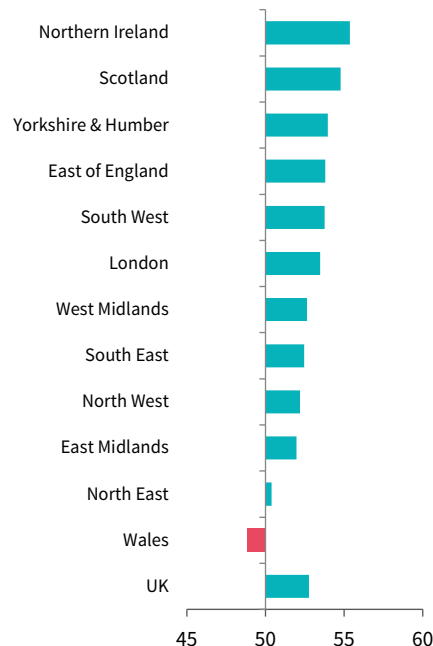 Northern Ireland
Scotland
Yorkshire & Humber
East of England
South West
London
West Midlands
South East
North West
East Midlands
North East
Wales
UK
45 50 55 60